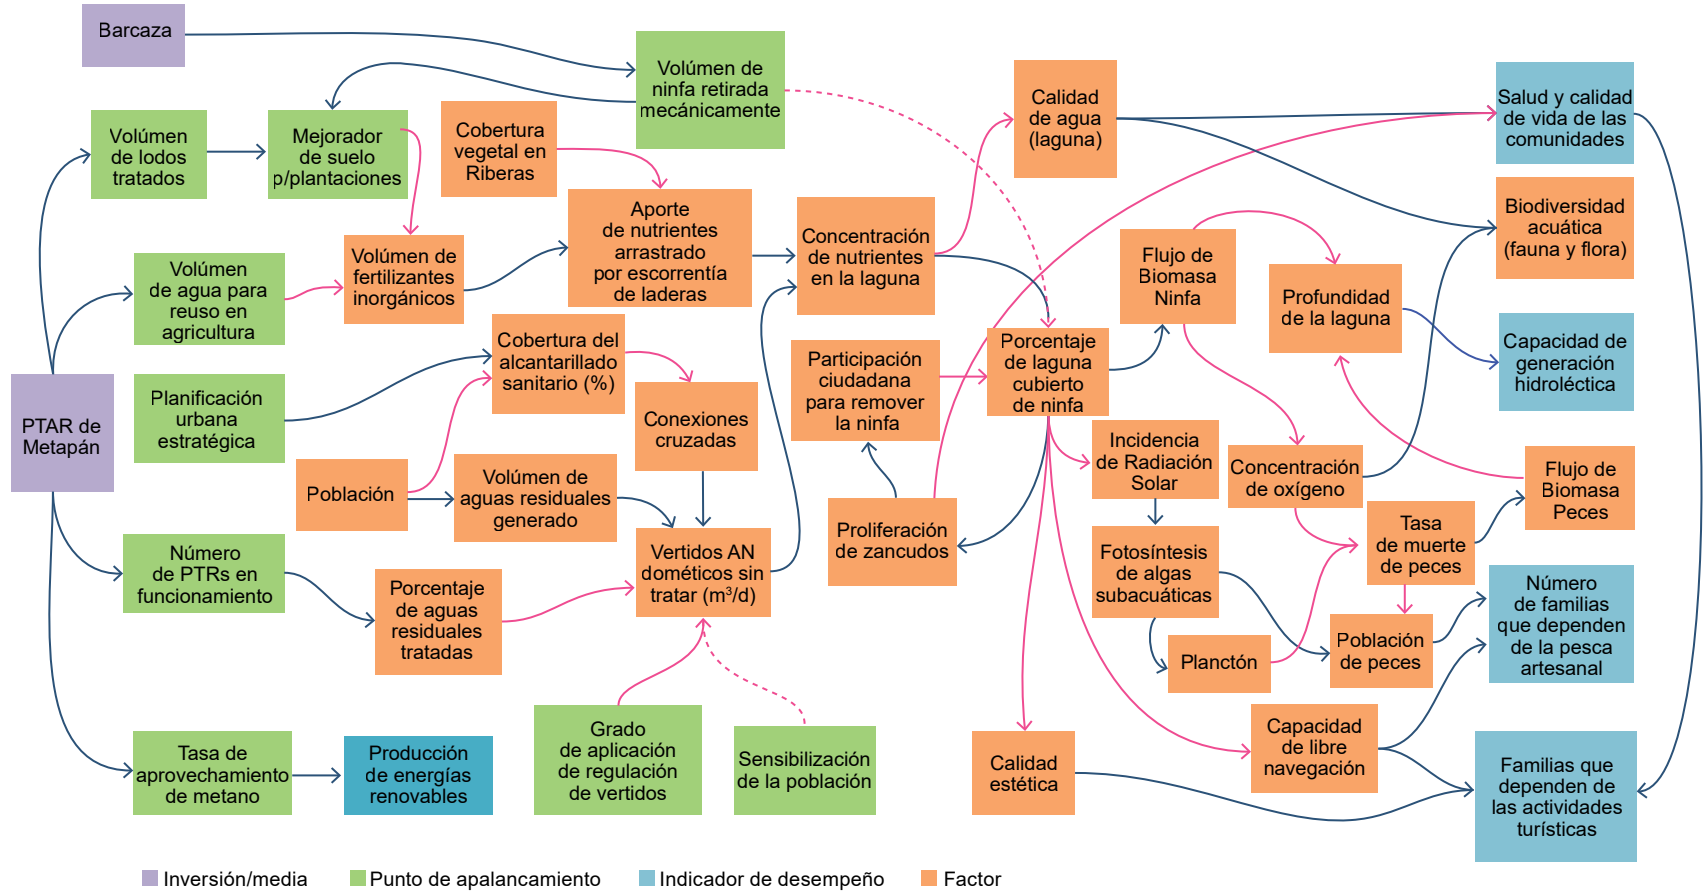 Barcaza
Volúmen de
ninfa retirada
mecánicamente
Calidad
de agua
(laguna)
Salud y calidad
de vida de las
comunidades
Volúmen
de lodos
tratados
Mejorador
de suelo
p/plantaciones
Cobertura
vegetal en
Riberas
Aporte
de nutrientes
arrastrado
por escorrentía
de laderas
Concentración
de nutrientes
en la laguna
Biodiversidad
acuática
(fauna y flora)
Volúmen
de agua para
reuso en
agricultura
Volúmen de
fertilizantes
inorgánicos
Flujo de
Biomasa
Ninfa
Profundidad
de la laguna
Capacidad de
generación
hidroléctica
Cobertura del
alcantarillado
sanitario (%)
Participación
ciudadana
para remover
la ninfa
Porcentaje
de laguna
cubierto
de ninfa
Planificación
urbana
estratégica
PTAR de
Metapán
Conexiones
cruzadas
Incidencia
de Radiación
Solar
Concentración
de oxígeno
Flujo de
Biomasa
Peces
Población
Volúmen de
aguas residuales
generado
Proliferación
de zancudos
Tasa
de muerte
de peces
Número
de PTRs en
funcionamiento
Vertidos AN
dométicos sin
tratar (m³/d)
Fotosíntesis
de algas
subacuáticas
Número
de familias
que dependen
de la pesca
artesanal
Porcentaje
de aguas
residuales
tratadas
Planctón
Población
de peces
Grado
de aplicación
de regulación
de vertidos
Sensibilización
de la población
Calidad
estética
Capacidad
de libre
navegación
Familias que
dependen de
las actividades
turísticas
Tasa de
aprovechamiento
de metano
Producción
de energías
renovables
Inversión/media
Punto de apalancamiento
Indicador de desempeño
Factor